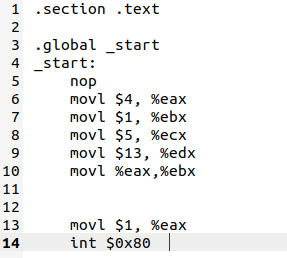 1 .section .text
2
3 .global _start
4 _start:
5     nop
6     movl $4, %eax
7     movl $1, %ebx
8     movl $5, %ecx
9     movl $13, %edx
10     movl %eax,%ebx
11
12
13     movl $1, %eax
14     int $0x80